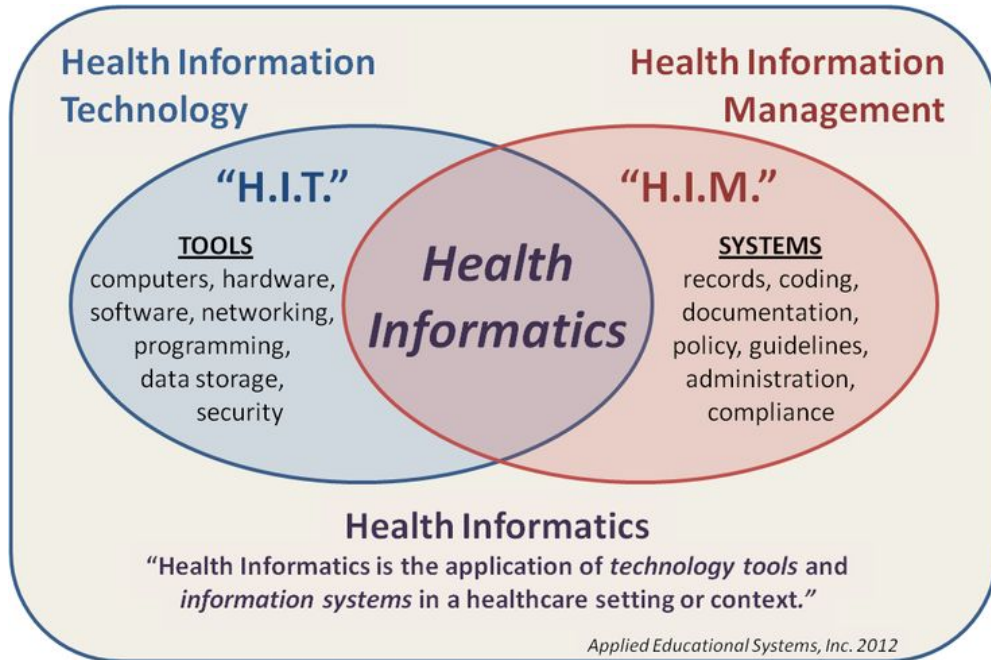 Health Information
Technology
Health Information
Management
“H.I.T.”
TOOLS
computers, hardware,
software, networking,
programming,
data storage,
security
Health
Informatics
“H.I.M.”
SYSTEMS
records, coding,
documentation,
policy, guidelines,
administration,
compliance
Health Informatics
“Health Informatics is the application of technology tools and
information systems in a healthcare setting or context.”
Applied Educational Systems, Inc. 2012